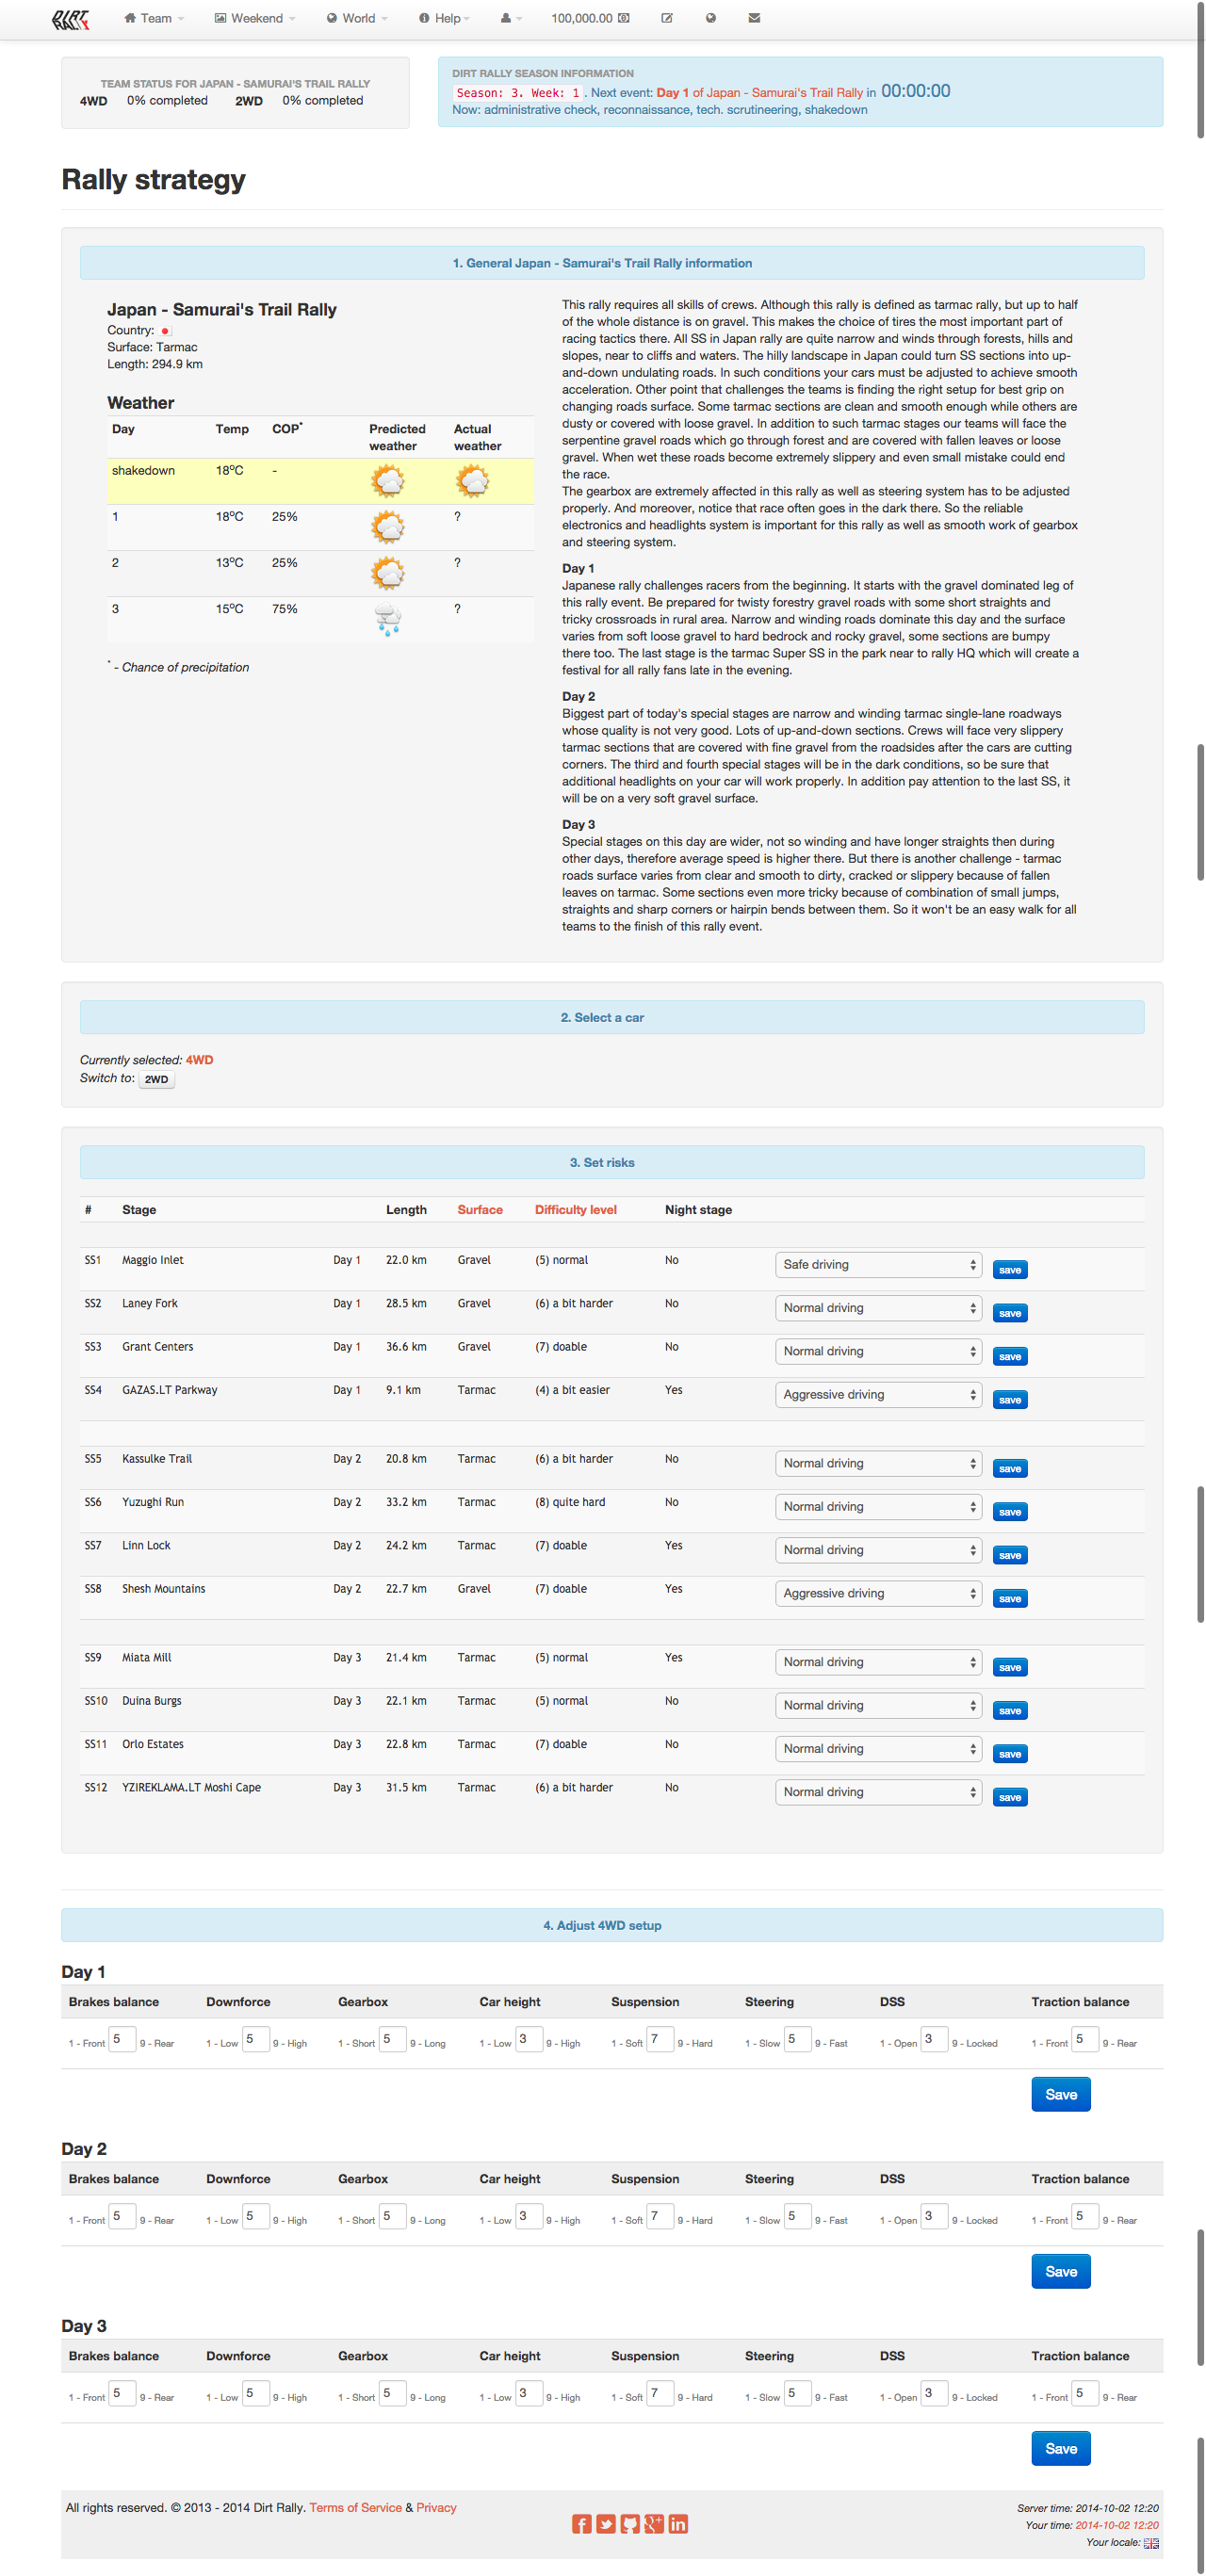 DIRT RALLY
Team Weekend World Help 100,000.00
TEAM STATUS FOR JAPAN - SAMURAI'S TRAIL RALLY
4WD 0% completed 2WD 0% completed
DIRT RALLY SEASON INFORMATION
Season: 3. Week: 1 . Next event: Day 1 of Japan - Samurai's Trail Rally in 00:00:00
Now: administrative check, reconnaissance, tech. scrutineering, shakedown
Rally strategy
1. General Japan - Samurai's Trail Rally information
Japan - Samurai's Trail Rally
Country:
Surface: Tarmac
Length: 294.9 km
Weather
Day Temp COP* Predicted weather Actual weather
shakedown 18°C -
1 18°C 25% ?
2 13°C 25% ?
3 15°C 75% ?
* - Chance of precipitation
This rally requires all skills of crews. Although this rally is defined as tarmac rally, but up to half
of the whole distance is on gravel. This makes the choice of tires the most important part of
racing tactics there. All SS in Japan rally are quite narrow and winds through forests, hills and
slopes, near to cliffs and waters. The hilly landscape in Japan could turn SS sections into up-
and-down undulating roads. In such conditions your cars must be adjusted to achieve smooth
acceleration. Other point that challenges the teams is finding the right setup for best grip on
changing roads surface. Some tarmac sections are clean and smooth enough while others are
dusty or covered with loose gravel. In addition to such tarmac stages our teams will face the
serpentine gravel roads which go through forest and are covered with fallen leaves or loose
gravel. When wet these roads become extremely slippery and even small mistake could end
the race.
The gearbox are extremely affected in this rally as well as steering system has to be adjusted
properly. And moreover, notice that race often goes in the dark there. So the reliable
electronics and headlights system is important for this rally as well as smooth work of gearbox
and steering system.
Day 1
Japanese rally challenges racers from the beginning. It starts with the gravel dominated leg of
this rally event. Be prepared for twisty forestry gravel roads with some short straights and
tricky crossroads in rural area. Narrow and winding roads dominate this day and the surface
varies from soft loose gravel to hard bedrock and rocky gravel, some sections are bumpy
there too. The last stage is the tarmac Super SS in the park near to rally HQ which will create a
festival for all rally fans late in the evening.
Day 2
Biggest part of today's special stages are narrow and winding tarmac single-lane roadways
whose quality is not very good. Lots of up-and-down sections. Crews will face very slippery
tarmac sections that are covered with fine gravel from the roadsides after the cars are cutting
corners. The third and fourth special stages will be in the dark conditions, so be sure that
additional headlights on your car will work properly. In addition pay attention to the last SS, it
will be on a very soft gravel surface.
Day 3
Special stages on this day are wider, not so winding and have longer straights then during
other days, therefore average speed is higher there. But there is another challenge - tarmac
roads surface varies from clear and smooth to dirty, cracked or slippery because of fallen
leaves on tarmac. Some sections even more tricky because of combination of small jumps,
straights and sharp corners or hairpin bends between them. So it won't be an easy walk for all
teams to the finish of this rally event.
2. Select a car
Currently selected: 4WD
Switch to: 2WD
3. Set risks
# Stage Length Surface Difficulty level Night stage
SS1 Maggio Inlet Day 1 22.0 km Gravel (5) normal No Safe driving save
SS2 Laney Fork Day 1 28.5 km Gravel (6) a bit harder No Normal driving save
SS3 Grant Centers Day 1 36.6 km Gravel (7) doable No Normal driving save
SS4 GAZAS.LT Parkway Day 1 9.1 km Tarmac (4) a bit easier Yes Aggressive driving save
SS5 Kassulke Trail Day 2 20.8 km Tarmac (6) a bit harder No Normal driving save
SS6 Yuzughi Run Day 2 33.2 km Tarmac (8) quite hard No Normal driving save
SS7 Linn Lock Day 2 24.2 km Tarmac (7) doable Yes Normal driving save
SS8 Shesh Mountains Day 2 22.7 km Gravel (7) doable Yes Aggressive driving save
SS9 Miata Mill Day 3 21.4 km Tarmac (5) normal Yes Normal driving save
SS10 Duina Burgs Day 3 22.1 km Tarmac (5) normal No Normal driving save
SS11 Orlo Estates Day 3 22.8 km Tarmac (7) doable No Normal driving save
SS12 YZIREKLAMA.LT Moshi Cape Day 3 31.5 km Tarmac (6) a bit harder No Normal driving save
4. Adjust 4WD setup
Day 1
Brakes balance Downforce Gearbox Car height Suspension Steering DSS Traction balance
1 - Front 5 9 - Rear 1 - Low 5 9 - High 1 - Short 5 9 - Long 1 - Low 3 9 - High 1 - Soft 7 9 - Hard 1 - Slow 5 9 - Fast 1 - Open 3 9 - Locked 1 - Front 5 9 - Rear
Save
Day 2
Brakes balance Downforce Gearbox Car height Suspension Steering DSS Traction balance
1 - Front 5 9 - Rear 1 - Low 5 9 - High 1 - Short 5 9 - Long 1 - Low 3 9 - High 1 - Soft 7 9 - Hard 1 - Slow 5 9 - Fast 1 - Open 3 9 - Locked 1 - Front 5 9 - Rear
Save
Day 3
Brakes balance Downforce Gearbox Car height Suspension Steering DSS Traction balance
1 - Front 5 9 - Rear 1 - Low 5 9 - High 1 - Short 5 9 - Long 1 - Low 3 9 - High 1 - Soft 7 9 - Hard 1 - Slow 5 9 - Fast 1 - Open 3 9 - Locked 1 - Front 5 9 - Rear
Save
All rights reserved. © 2013 - 2014 Dirt Rally. Terms of Service & Privacy
Server time: 2014-10-02 12:20
Your time: 2014-10-02 12:20
Your locale: